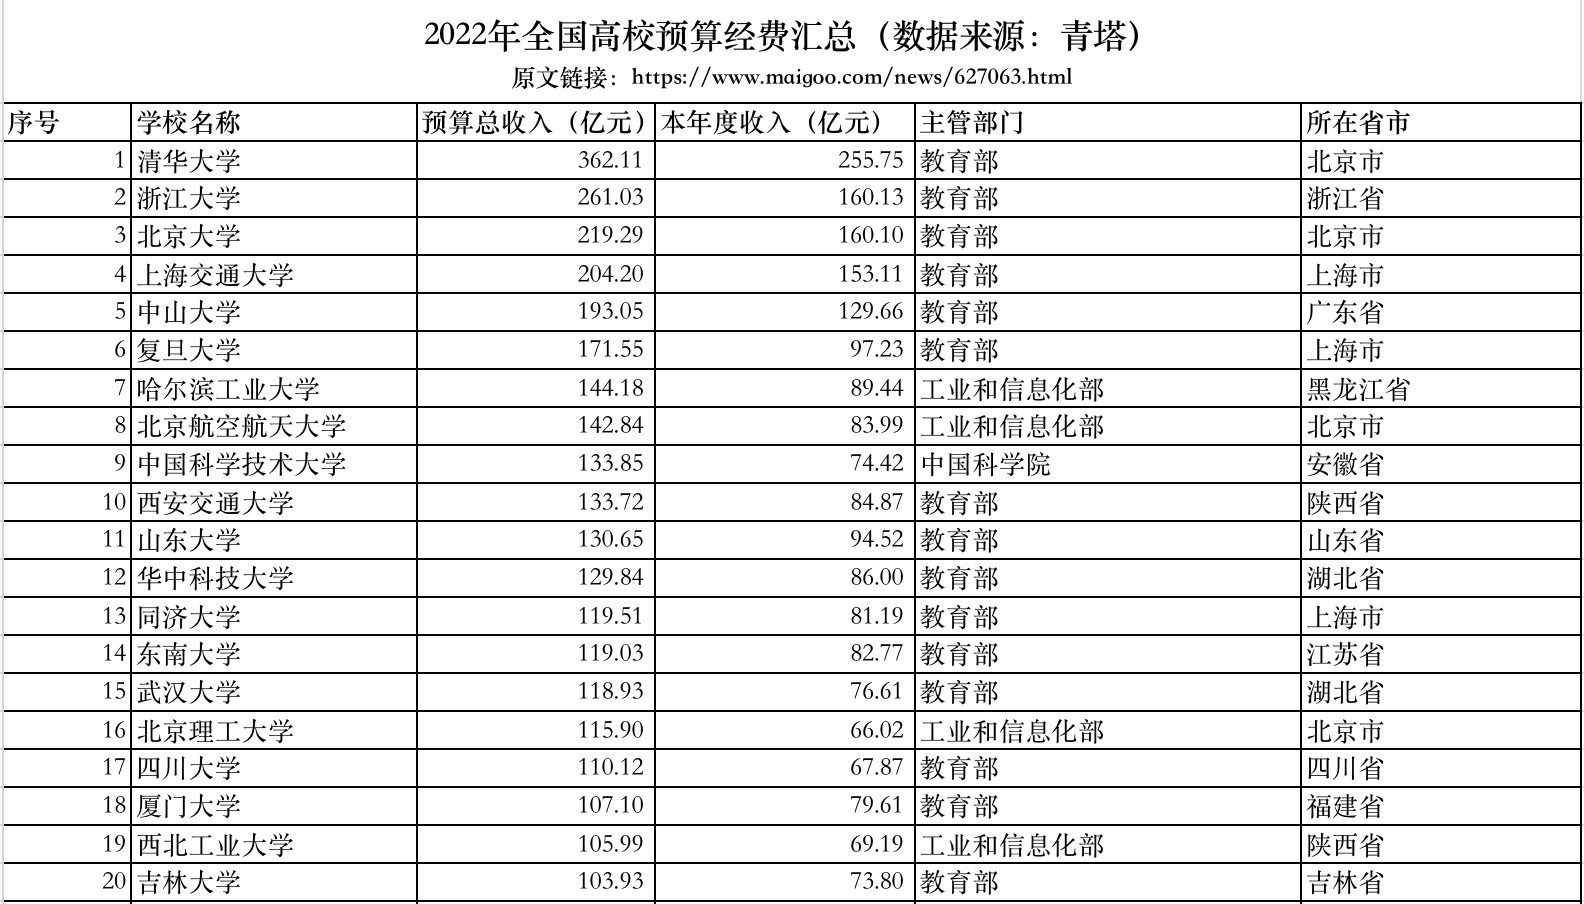 2022年全国高校预算经费汇总（数据来源：青塔）
原文链接：https://www.maigoo.com/news/627063.html
序号 学校名称 预算总收入（亿元） 本年度收入（亿元） 主管部门 所在省市
1 清华大学 362.11 255.75 教育部 北京市
2 浙江大学 261.03 160.13 教育部 浙江省
3 北京大学 219.29 160.10 教育部 北京市
4 上海交通大学 204.20 153.11 教育部 上海市
5 中山大学 193.05 129.66 教育部 广东省
6 复旦大学 171.55 97.23 教育部 上海市
7 哈尔滨工业大学 144.18 89.44 工业和信息化部 黑龙江省
8 北京航空航天大学 142.84 83.99 工业和信息化部 北京市
9 中国科学技术大学 133.85 74.42 中国科学院 安徽省
10 西安交通大学 133.72 84.87 教育部 陕西省
11 山东大学 130.65 94.52 教育部 山东省
12 华中科技大学 129.84 86.00 教育部 湖北省
13 同济大学 119.51 81.19 教育部 上海市
14 东南大学 119.03 82.77 教育部 江苏省
15 武汉大学 118.93 76.61 教育部 湖北省
16 北京理工大学 115.90 66.02 工业和信息化部 北京市
17 四川大学 110.12 67.87 教育部 四川省
18 厦门大学 107.10 79.61 教育部 福建省
19 西北工业大学 105.99 69.19 工业和信息化部 陕西省
20 吉林大学 103.93 73.80 教育部 吉林省